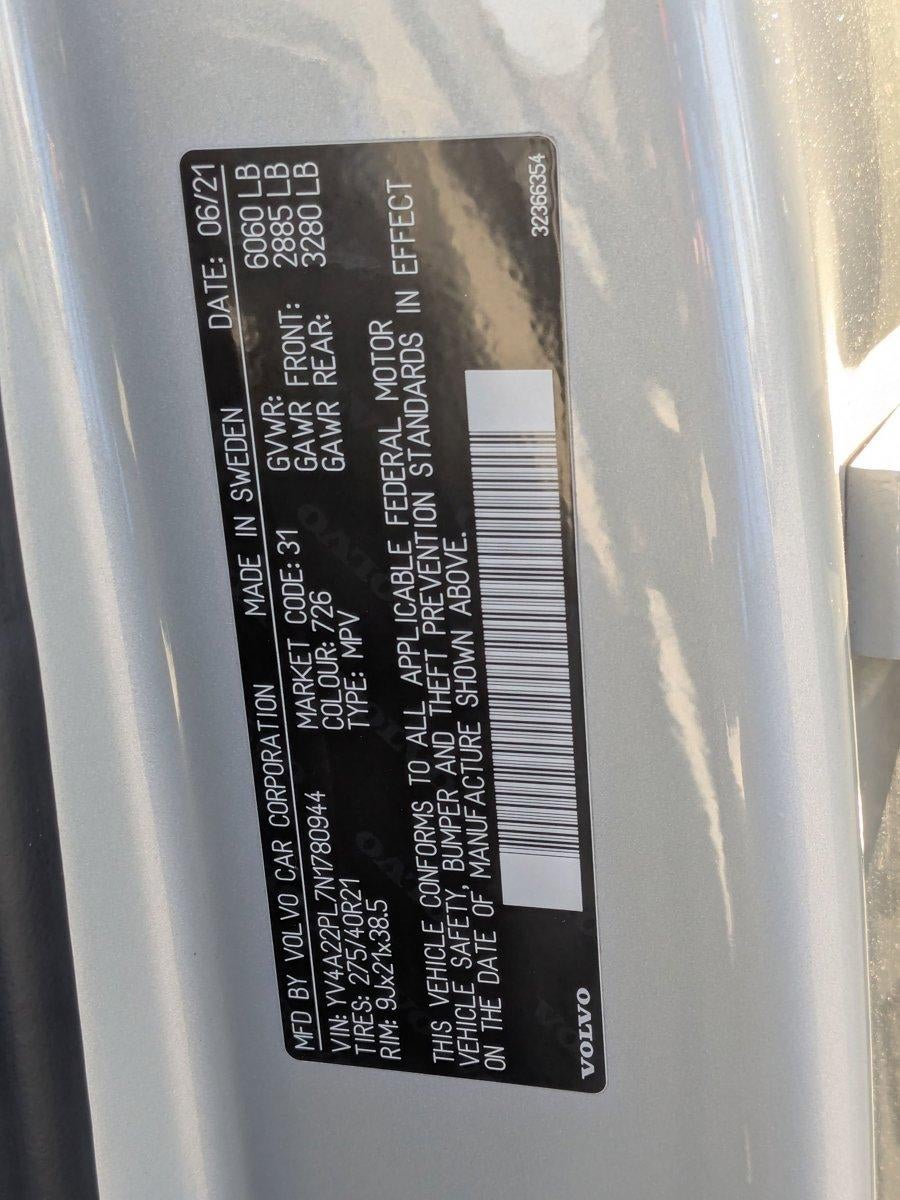 MFD BY VOLVO CAR CORPORATION MADE IN SWEDEN DATE: 06/21
VIN: YV4A22PL7N1780944 MARKET CODE: 31 GVWR: 6060 LB
TIRES: 275/40R21 COLOUR: 726 GAWR FRONT: 2885 LB
RIM: 9Jx21x38.5 TYPE: MPV GAWR REAR: 3280 LB
THIS VEHICLE CONFORMS TO ALL APPLICABLE FEDERAL MOTOR
VEHICLE SAFETY, BUMPER AND THEFT PREVENTION STANDARDS IN EFFECT
ON THE DATE OF MANUFACTURE SHOWN ABOVE.
VOLVO 32366354